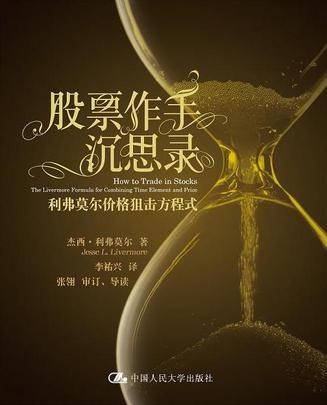 股票作手
沉思录
How to Trade in Stocks
The Livermore Formula for Combining Time Element and Price
利弗莫尔价格狙击方程式
杰西·利弗莫尔 著
Jesse L. Livermore
李祐兴 译
张翎 审订、导读
中国人民大学出版社